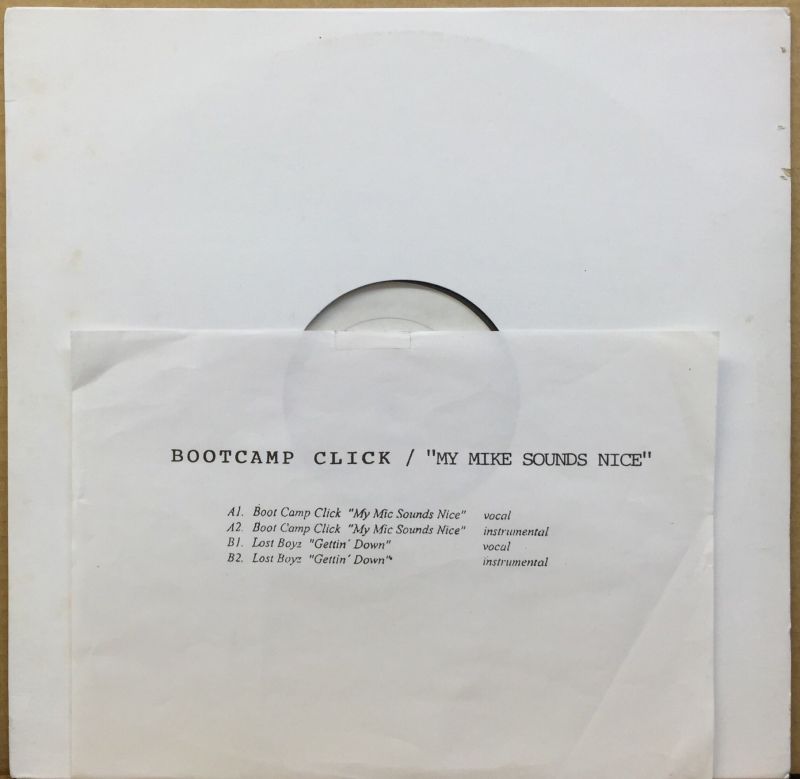 BOOTCAMP CLICK / "MY MIKE SOUNDS NICE"
A1. Boot Camp Click "My Mic Sounds Nice" vocal
A2. Boot Camp Click "My Mic Sounds Nice" instrumental
B1. Lost Boyz "Gettin' Down" vocal
B2. Lost Boyz "Gettin' Down" instrumental